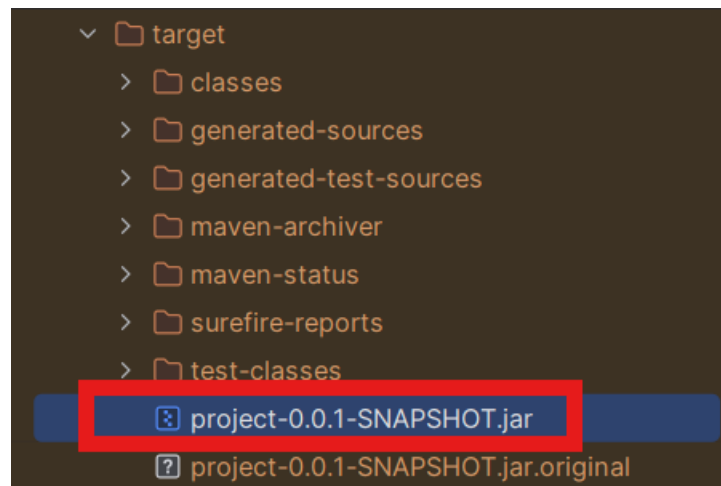 target
classes
generated-sources
generated-test-sources
maven-archiver
maven-status
surefire-reports
test-classes
project-0.0.1-SNAPSHOT.jar
project-0.0.1-SNAPSHOT.jar.original